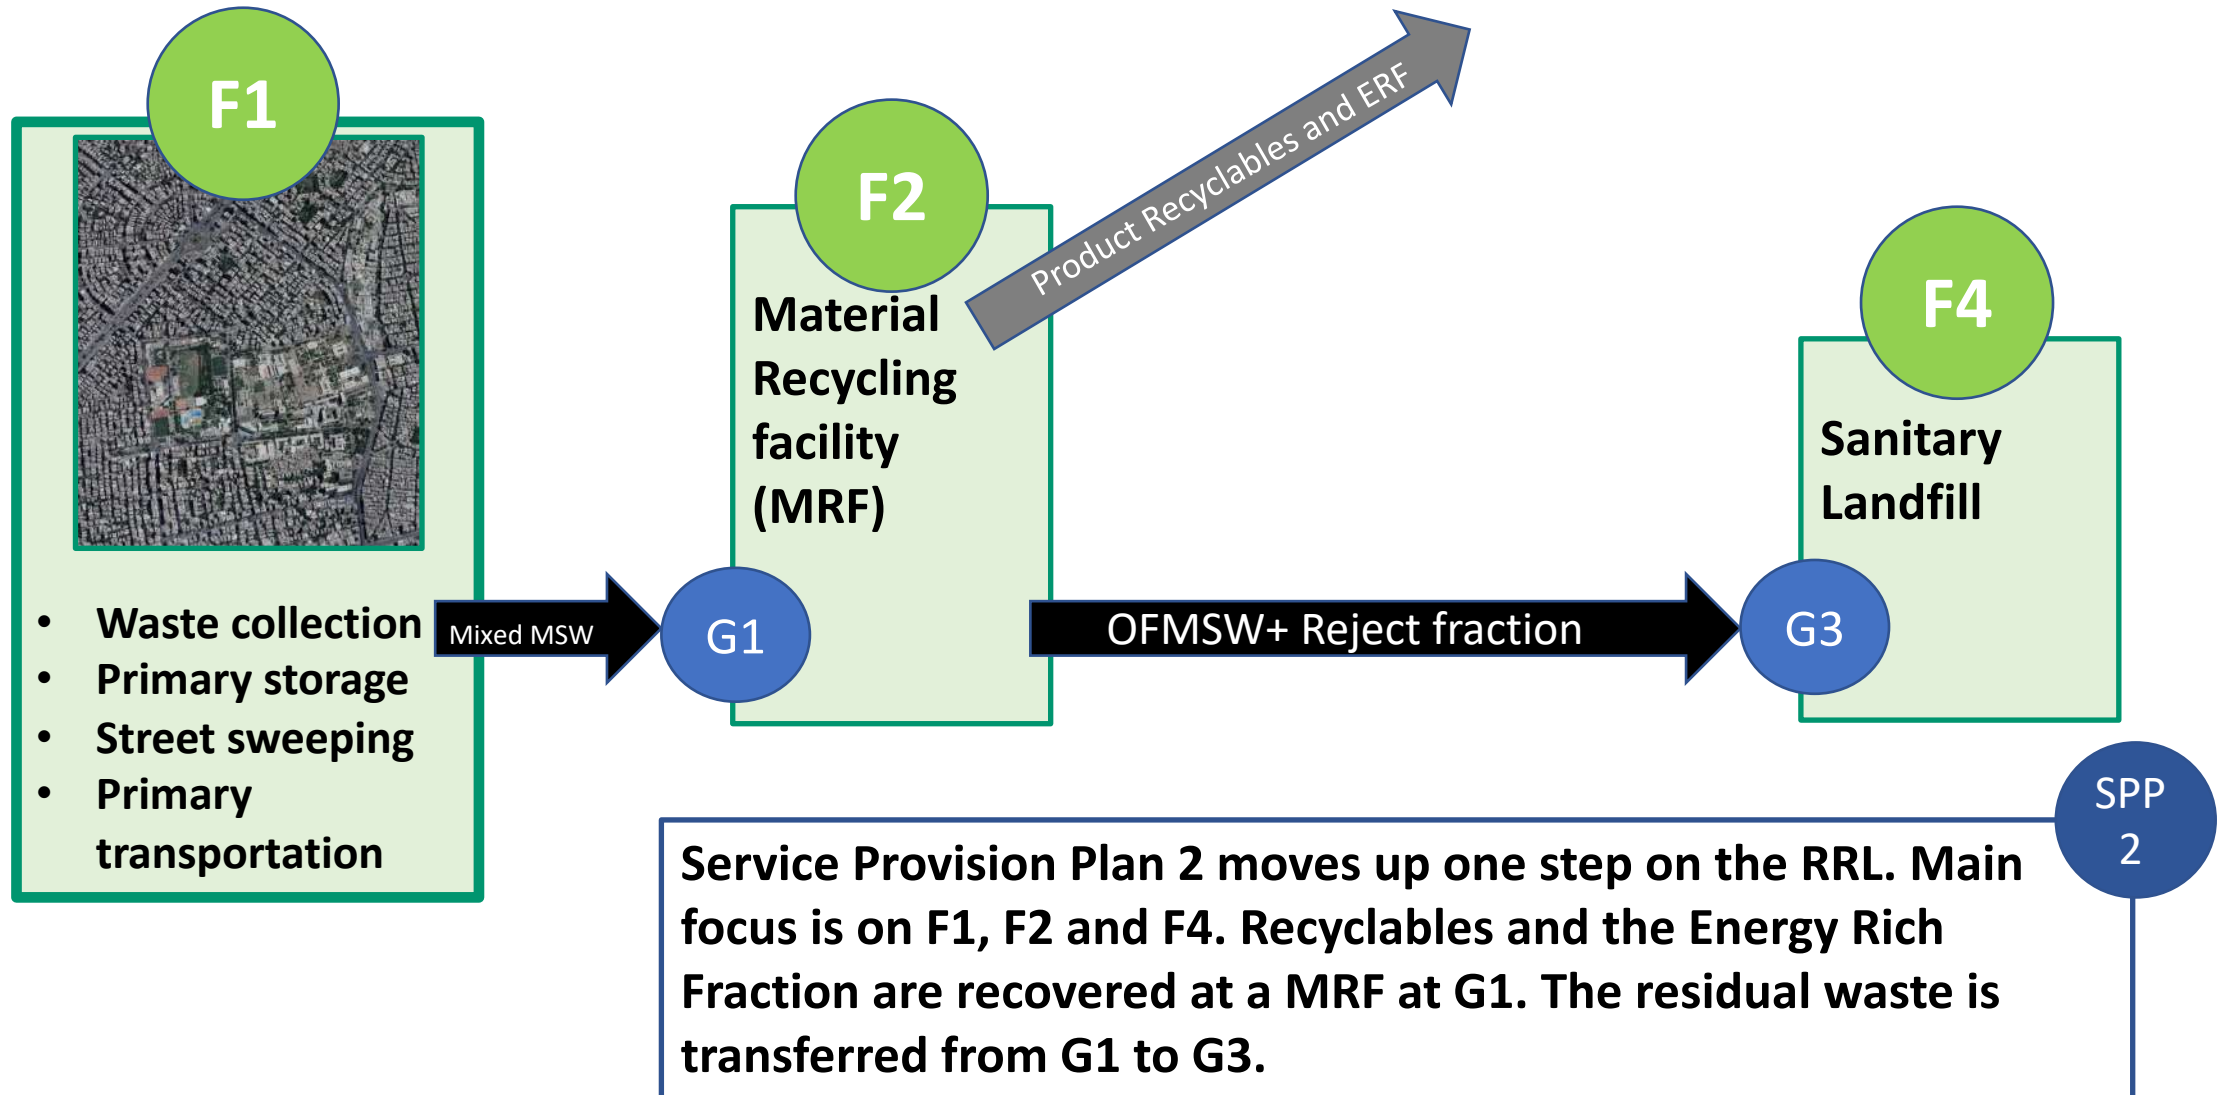 F1
• Waste collection
• Primary storage
• Street sweeping
• Primary
transportation
Mixed MSW
F2
Material
Recycling
facility
(MRF)
G1
Product Recyclables and ERF
OFMSW+ Reject fraction
F4
Sanitary
Landfill
G3
SPP
2
Service Provision Plan 2 moves up one step on the RRL. Main
focus is on F1, F2 and F4. Recyclables and the Energy Rich
Fraction are recovered at a MRF at G1. The residual waste is
transferred from G1 to G3.